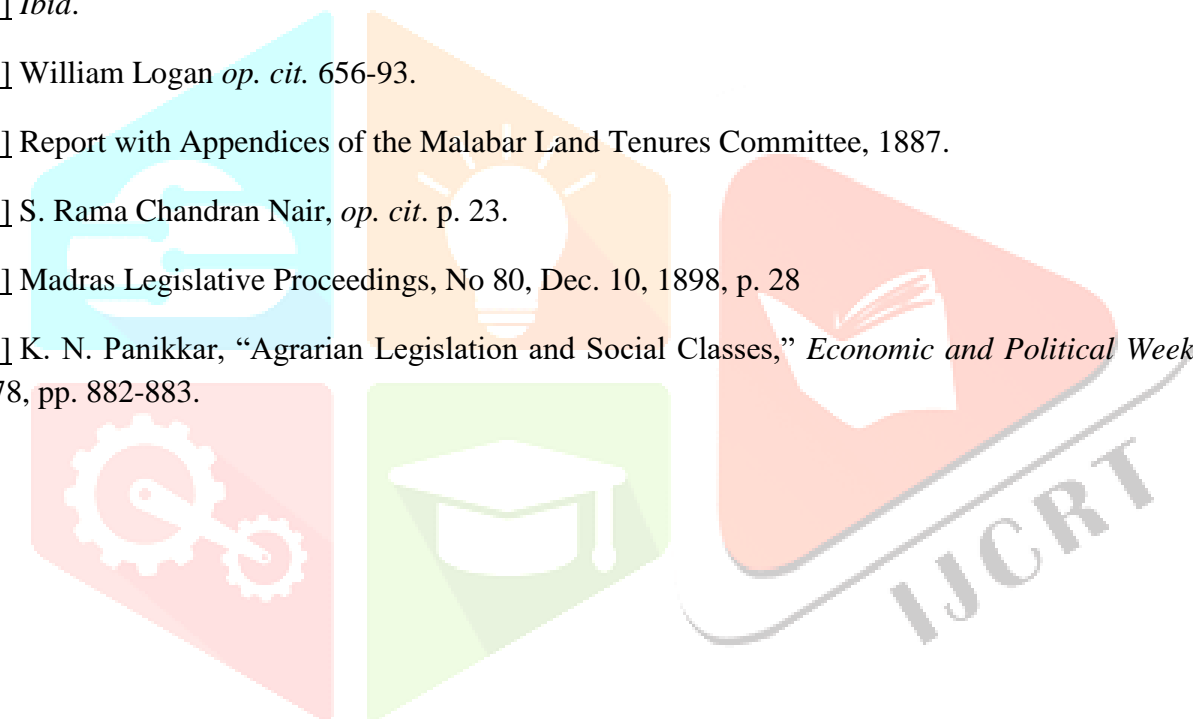 ] Ibid.
] William Logan op. cit. 656-93.
] Report with Appendices of the Malabar Land Tenures Committee, 1887.
] S. Rama Chandran Nair, op. cit. p. 23.
] Madras Legislative Proceedings, No 80, Dec. 10, 1898, p. 28
] K. N. Panikkar, “Agrarian Legislation and Social Classes,” Economic and Political Week
78, pp. 882-883.
IJCRT